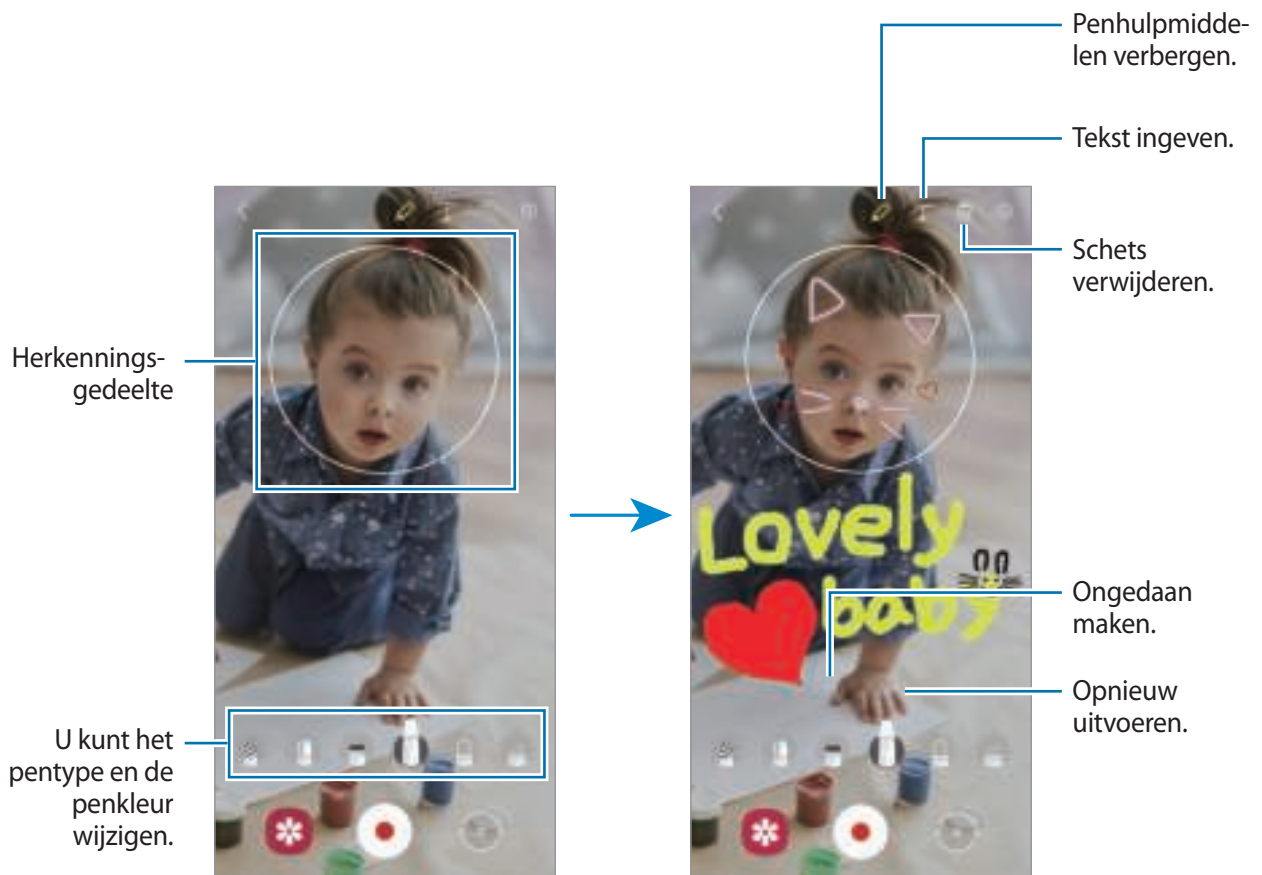 Penhulpmidde-
len verbergen.
Tekst ingeven.
Schets
verwijderen.
Herkennings-
gedeelte
Lovely
baby
Ongedaan
maken.
Opnieuw
uitvoeren.
U kunt het
pentype en de
penkleur
wijzigen.